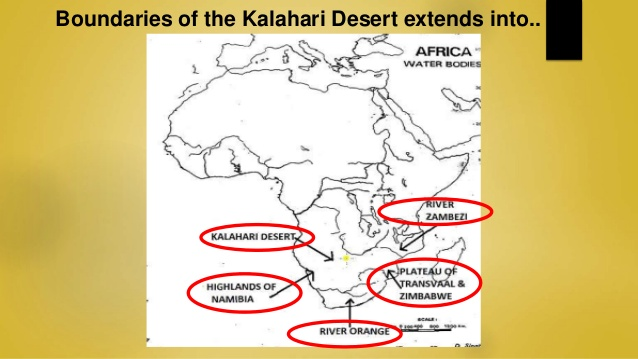 Boundaries of the Kalahari Desert extends into..
AFRICA
WATER BODIES
RIVER
ZAMBEZI
KALAHARI DESERT
PLATEAU OF
TRANSVAAL &
ZIMBABWE
HIGHLANDS OF
NAMIBIA
SCALE:
RIVER ORANGE